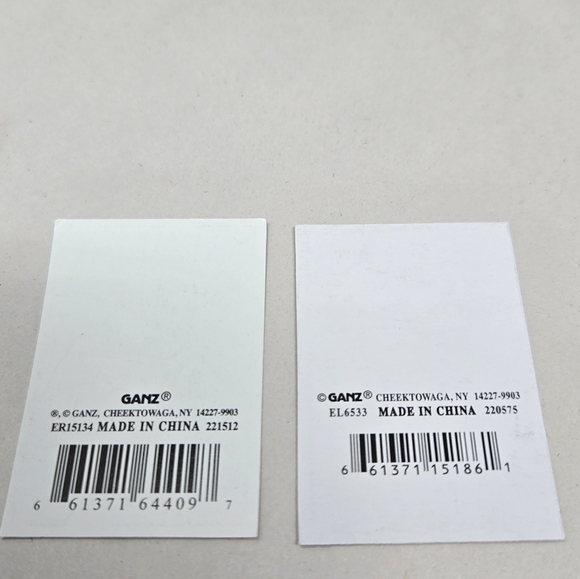 GANZ®
®, © GANZ, CHEEKTOWAGA, NY 14227-9903
ER15134 MADE IN CHINA 221512
6 61371 64409 7
© GANZ® CHEEKTOWAGA, NY 14227-9903
EL6533 MADE IN CHINA 220575
6 61371 15186 1